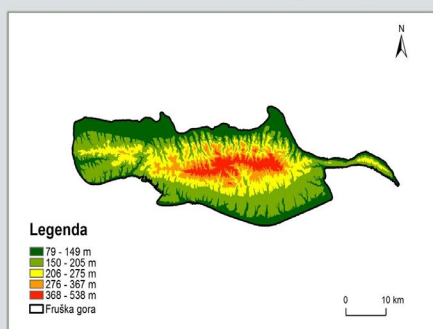 N
Legenda
79 - 149 m
150 - 205 m
206 - 275 m
276 - 367 m
368 - 538 m
Fruška gora
0 10 km